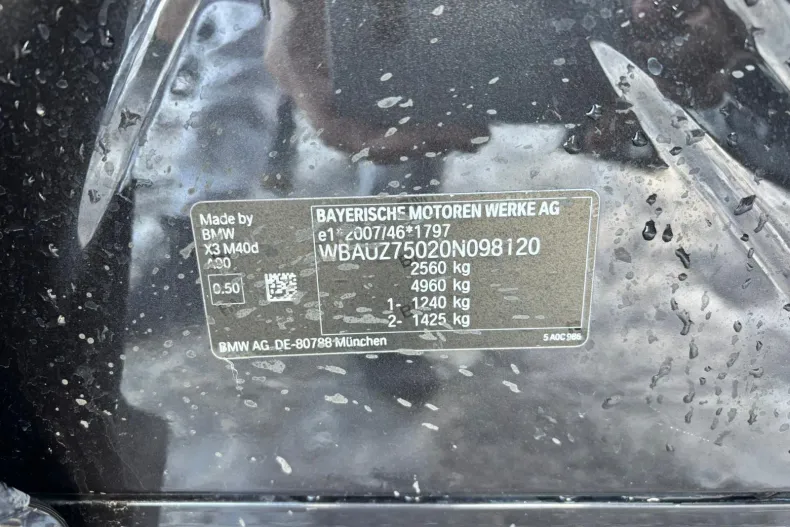 Made by
BMW
X3 M40d
A90
0.50
BAYERISCHE MOTOREN WERKE AG
e1*2007/46*1797
WBAUZ75020N098120
2560 kg
4960 kg
1- 1240 kg
2- 1425 kg
BMW AG DE-80788 München